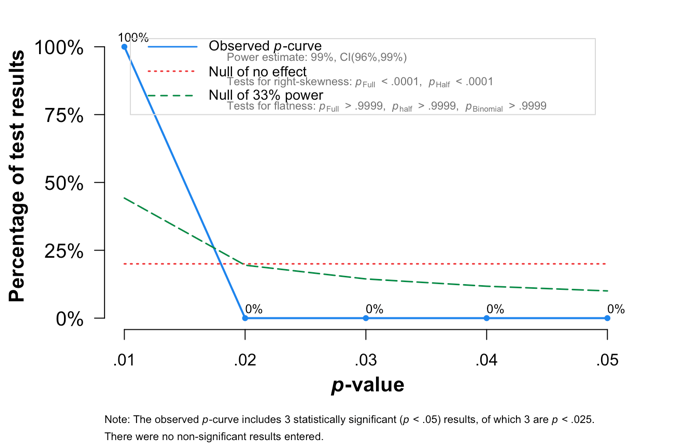 100%
Observed p-curve
Power estimate: 99%, CI(96%,99%)
Null of no effect
Tests for right-skewness: pFull < .0001, pHalf < .0001
Null of 33% power
Tests for flatness: pFull > .9999, phalf > .9999, pBinomial > .9999
Percentage of test results
100%
75%
50%
25%
0%
0%
0%
0%
0%
.01
.02
.03
.04
.05
p-value
Note: The observed p-curve includes 3 statistically significant (p < .05) results, of which 3 are p < .025.
There were no non-significant results entered.